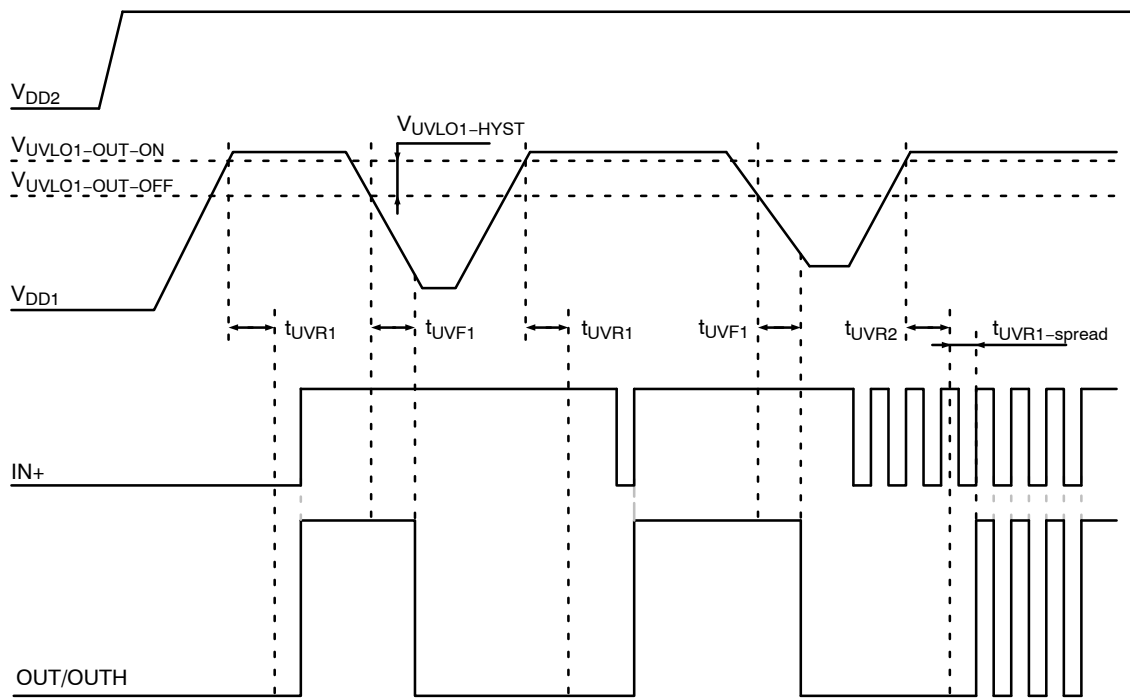 VDD2
VUVLO1−HYST
VUVLO1−OUT−ON
VUVLO1−OUT−OFF
VDD1
tUVR1 tUVF1 tUVR1 tUVF1 tUVR2 tUVR1−spread
IN+
OUT/OUTH